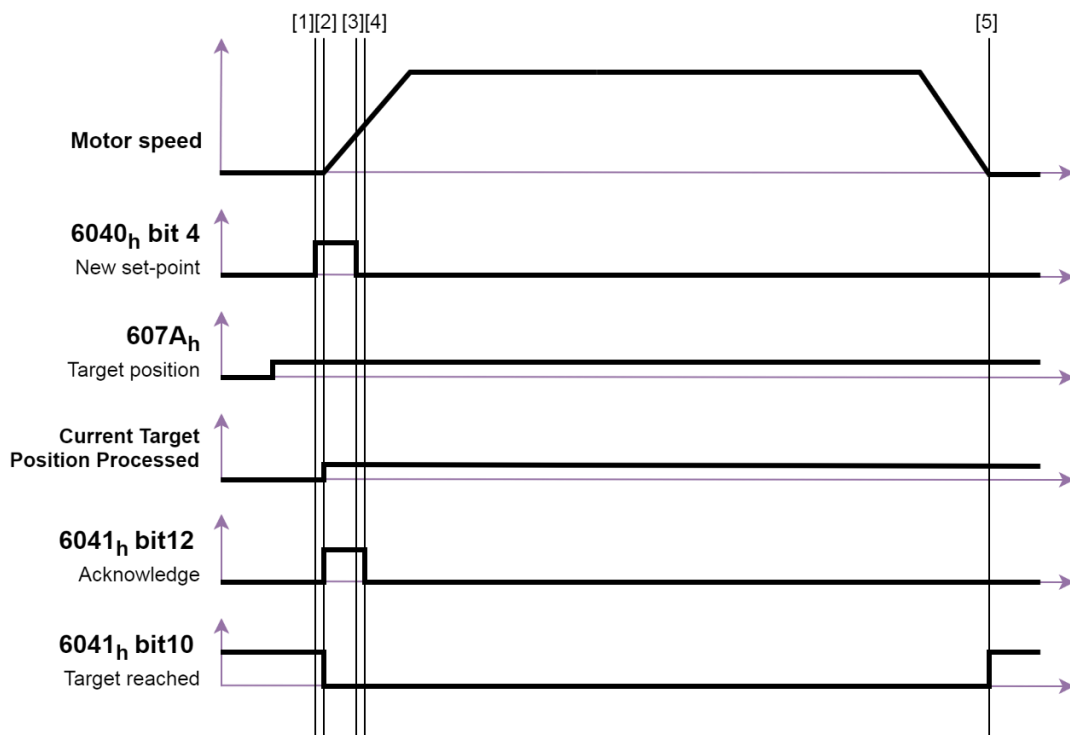 [1][2] [3][4] [5]
Motor speed
6040h bit 4
New set-point
607Ah
Target position
Current Target
Position Processed
6041h bit12
Acknowledge
6041h bit10
Target reached